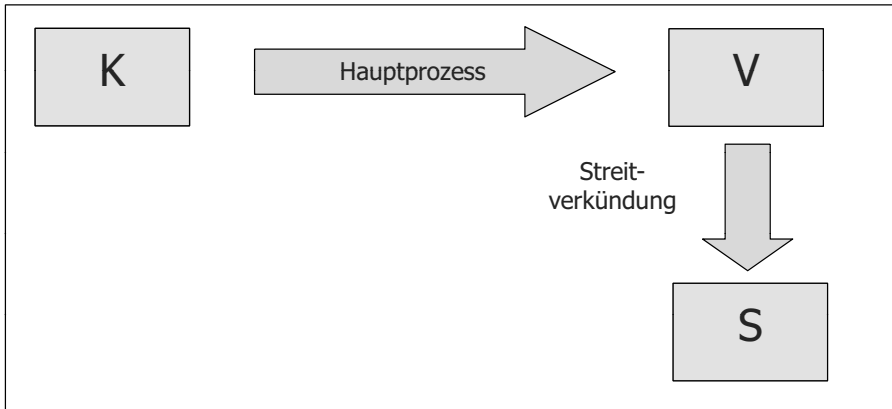 K
Hauptprozess
V
Streit-
verkündung
S